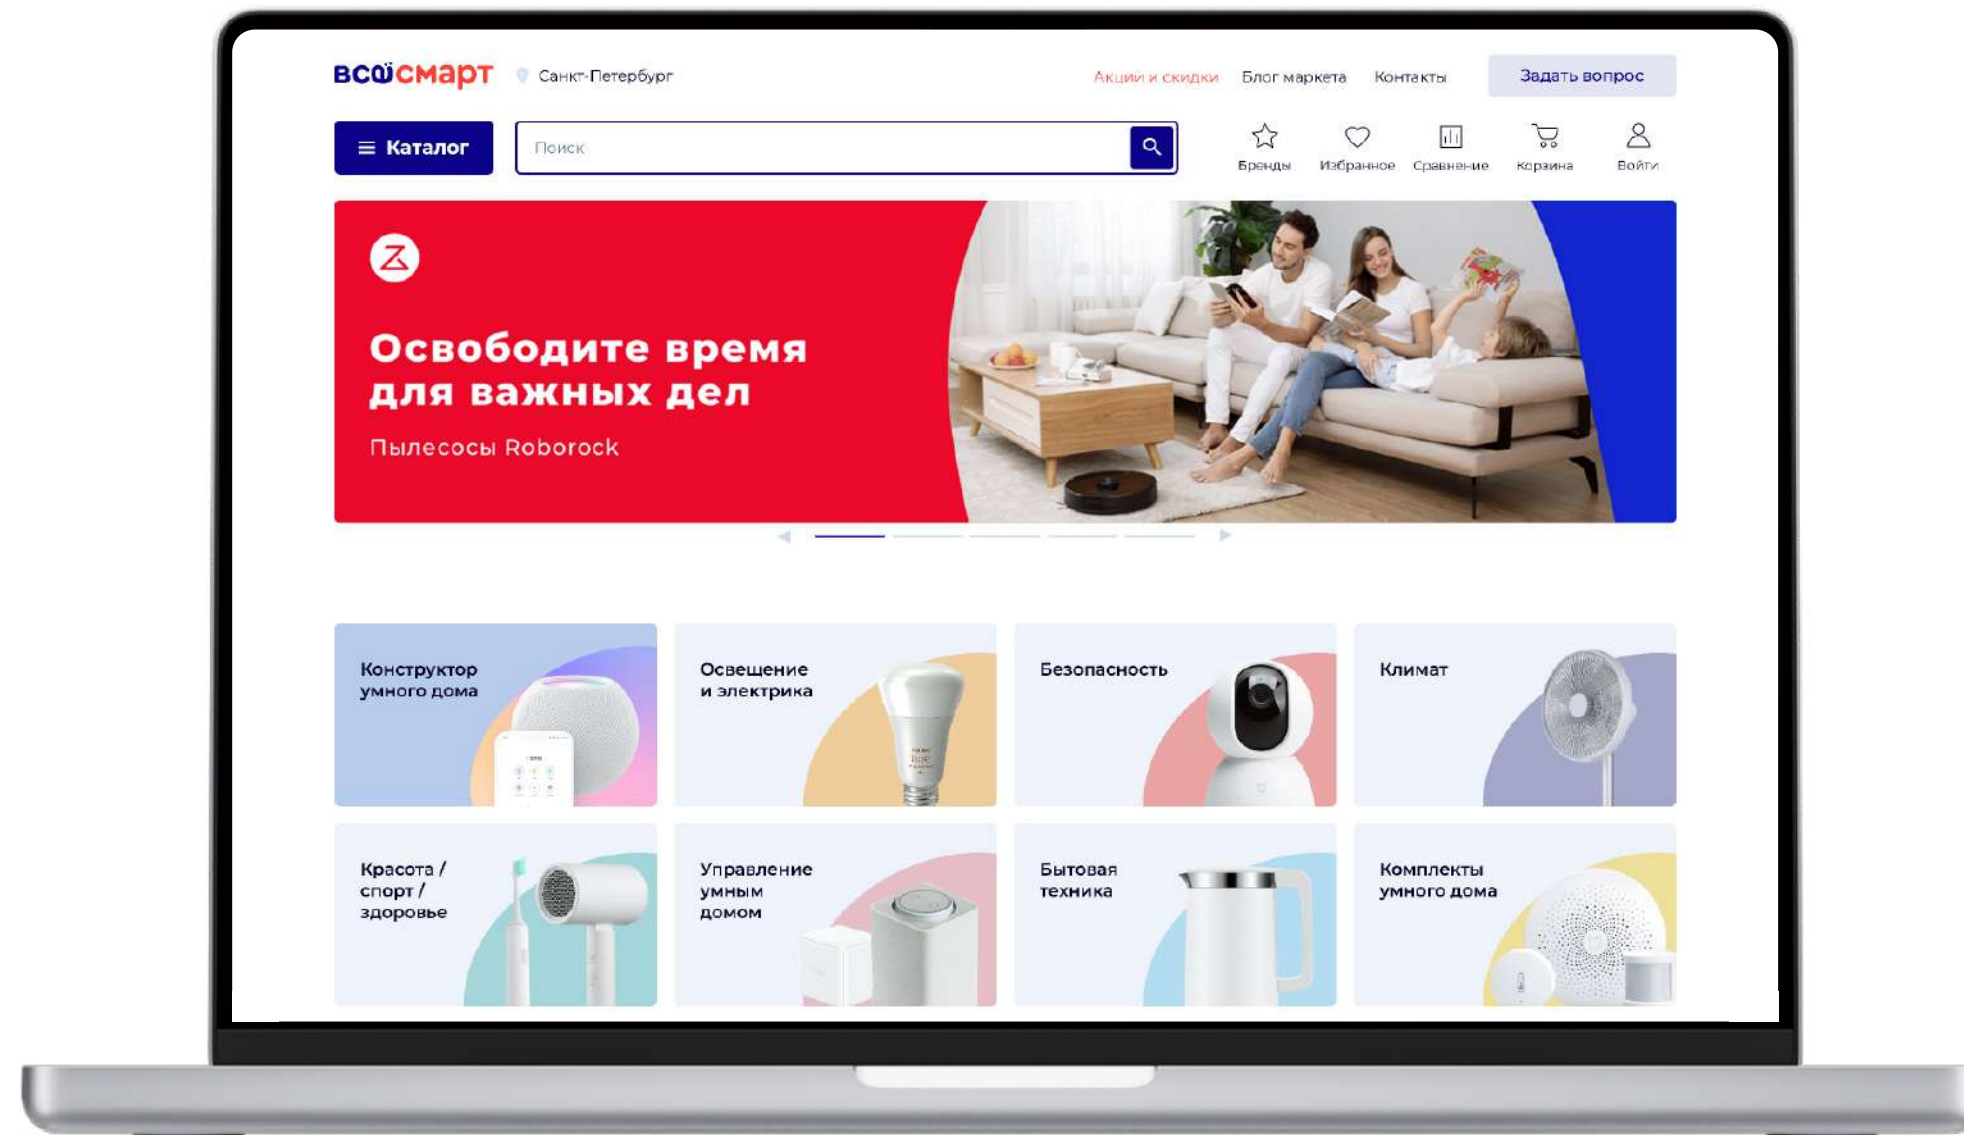 всё смарт
Санкт-Петербург
Акции и скидки
Блог маркета
Контакты
Задать вопрос
Каталог
Поиск
Бренды
Избранное
Сравнение
Корзина
Войти
Освободите время
для важных дел
Пылесосы Roborock
Конструктор
умного дома
Освещение
и электрика
Безопасность
Климат
Красота /
спорт /
здоровье
Управление
умным
домом
Бытовая
техника
Комплекты
умного дома